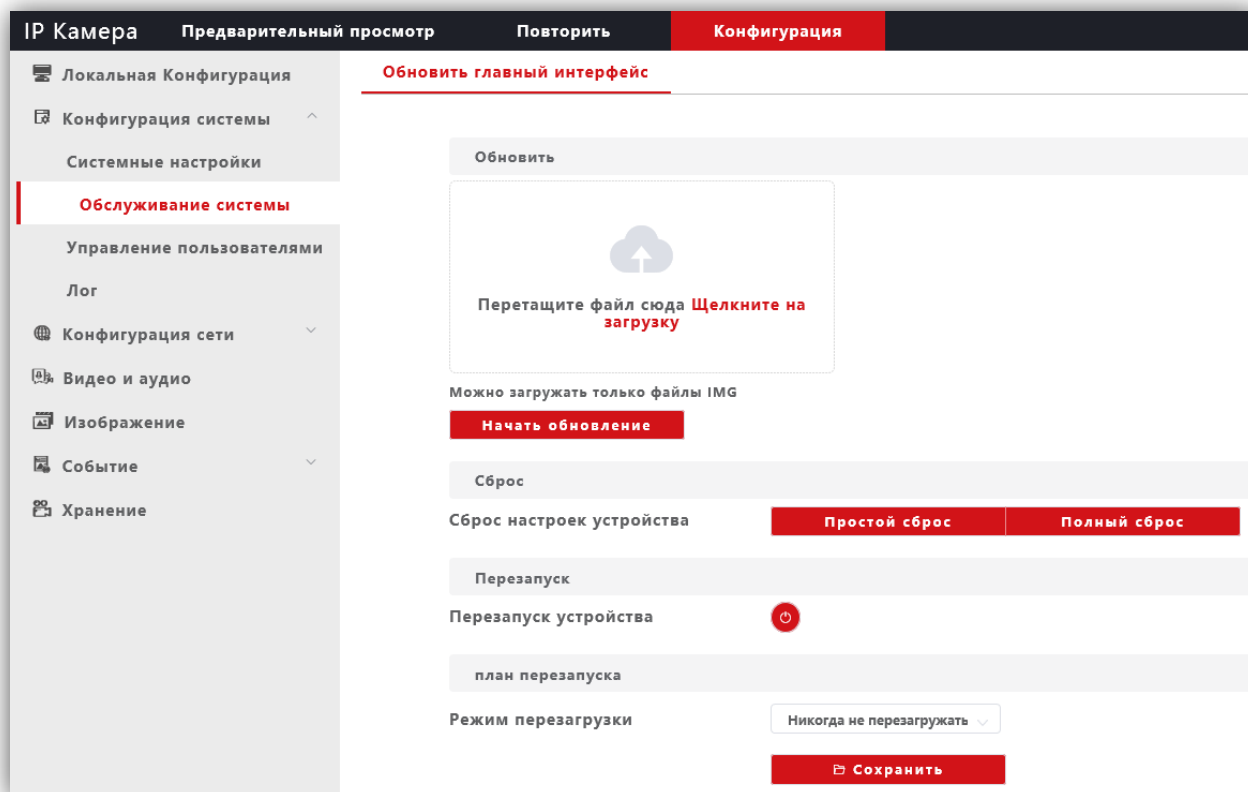 IP Камера Предварительный просмотр Повторить Конфигурация
Локальная Конфигурация
Конфигурация системы
Системные настройки
Обслуживание системы
Управление пользователями
Лог
Конфигурация сети
Видео и аудио
Изображение
Событие
Хранение
Обновить главный интерфейс
Обновить
Перетащите файл сюда Щелкните на
загрузку
Можно загружать только файлы IMG
Начать обновление
Сброс
Сброс настроек устройства Простой сброс Полный сброс
Перезапуск
Перезапуск устройства
план перезапуска
Режим перезагрузки Никогда не перезагружать
Сохранить